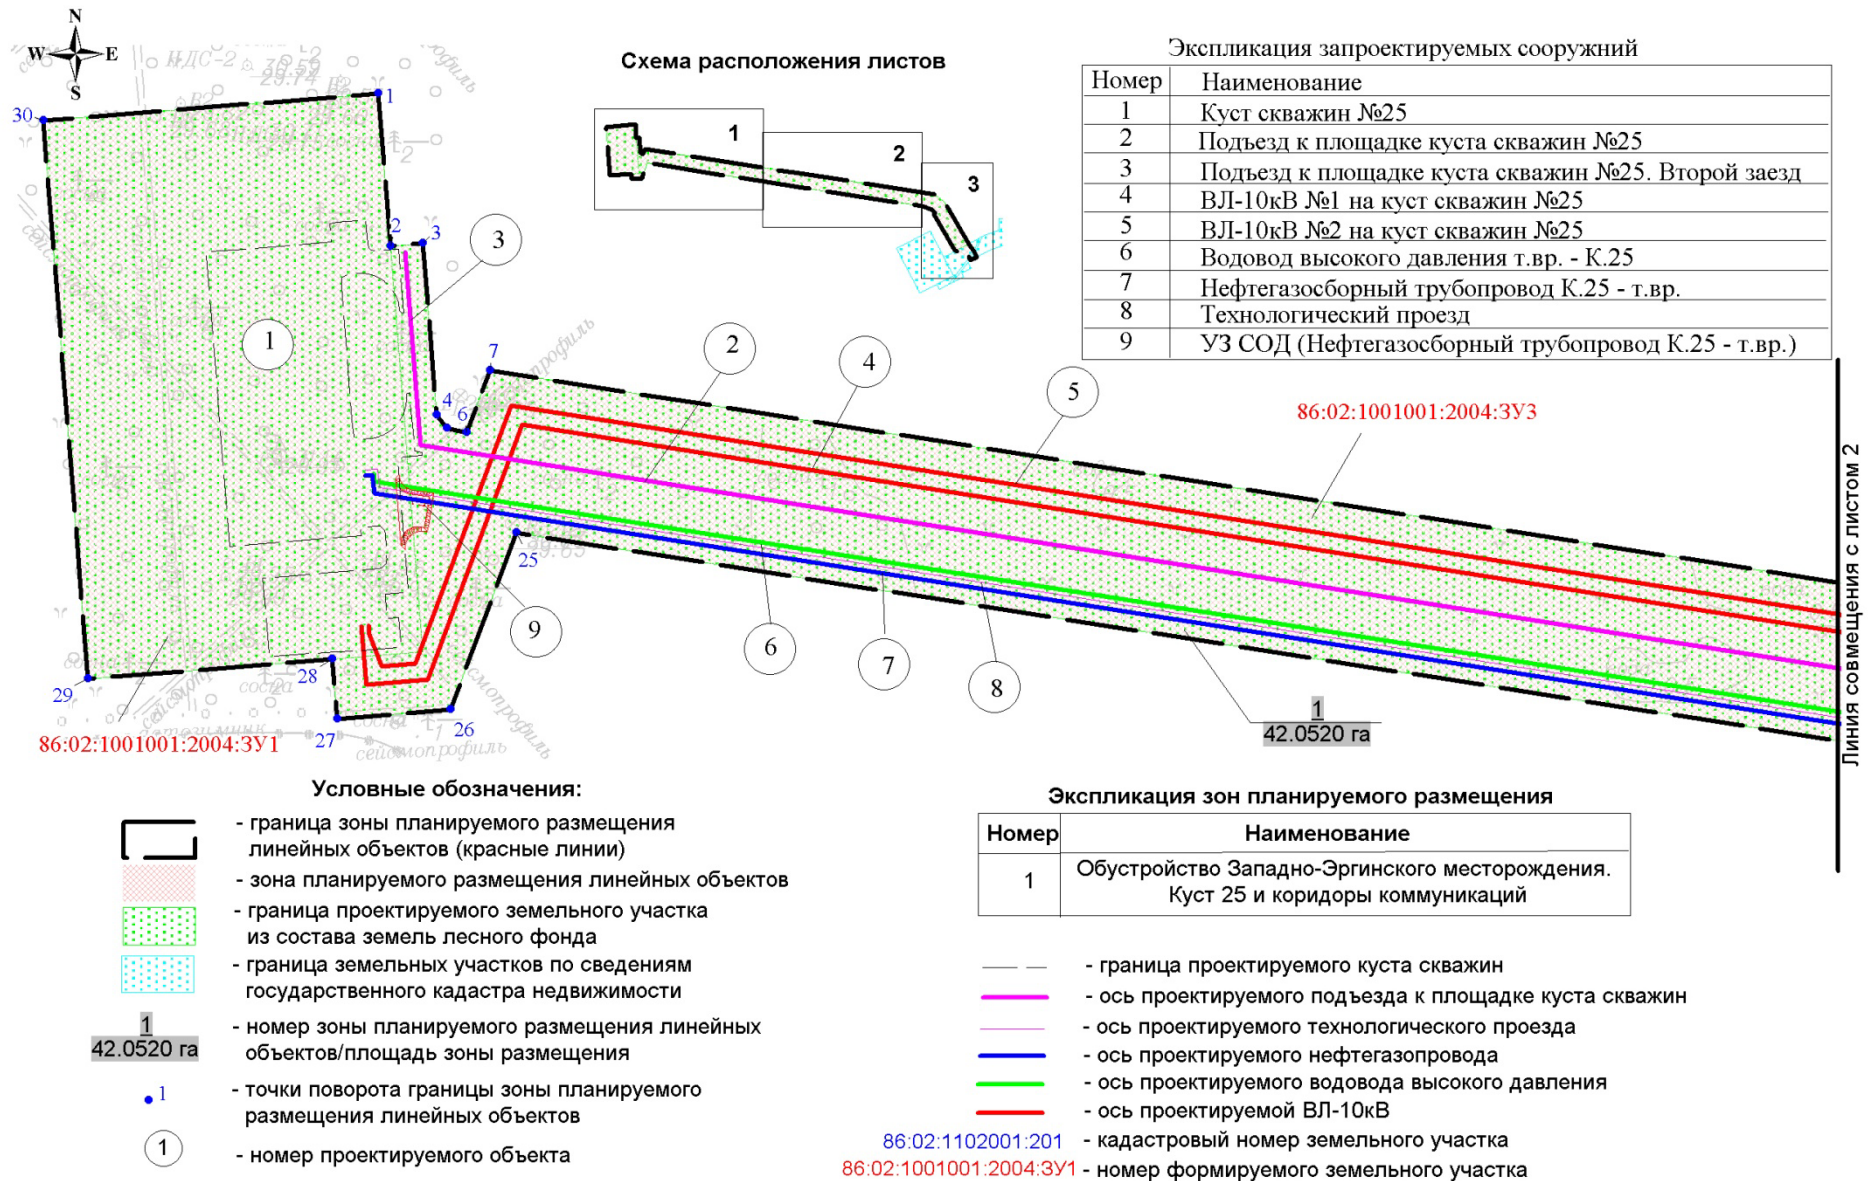 N
W E
S
Схема расположения листов
1
2
3
Экспликация запроектируемых сооружний
Номер Наименование
1 Куст скважин №25
2 Подъезд к площадке куста скважин №25
3 Подъезд к площадке куста скважин №25. Второй заезд
4 ВЛ-10кВ №1 на куст скважин №25
5 ВЛ-10кВ №2 на куст скважин №25
6 Водовод высокого давления т.вр. - К.25
7 Нефтегазосборный трубопровод К.25 - т.вр.
8 Технологический проезд
9 УЗ СОД (Нефтегазосборный трубопровод К.25 - т.вр.)
НДС-2
сейсмопрофиль
30
1
2
3
4
6
7
25
26
27
28
29
1
3
2
4
5
6
7
8
9
86:02:1001001:2004:ЗУ3
86:02:1001001:2004:ЗУ1
сосна
сейсмопрофиль
сейсмопрофиль
1
42.0520 га
Линия совмещения с листом 2
Условные обозначения:
- граница зоны планируемого размещения
линейных объектов (красные линии)
- зона планируемого размещения линейных объектов
- граница проектируемого земельного участка
из состава земель лесного фонда
- граница земельных участков по сведениям
государственного кадастра недвижимости
1
42.0520 га
- номер зоны планируемого размещения линейных
объектов/площадь зоны размещения
1
- точки поворота границы зоны планируемого
размещения линейных объектов
1
- номер проектируемого объекта
Экспликация зон планируемого размещения
Номер Наименование
1 Обустройство Западно-Эргинского месторождения.
Куст 25 и коридоры коммуникаций
- граница проектируемого куста скважин
- ось проектируемого подъезда к площадке куста скважин
- ось проектируемого технологического проезда
- ось проектируемого нефтегазопровода
- ось проектируемого водовода высокого давления
- ось проектируемой ВЛ-10кВ
86:02:1102001:201 - кадастровый номер земельного участка
86:02:1001001:2004:ЗУ1 - номер формируемого земельного участка